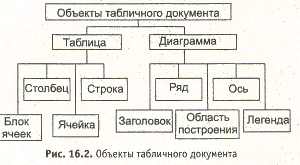 Объекты табличного документа
Таблица
Диаграмма
Столбец
Строка
Ряд
Ось
Блок
ячеек
Ячейка
Заголовок
Область
построения
Легенда
Рис. 16.2. Объекты табличного документа